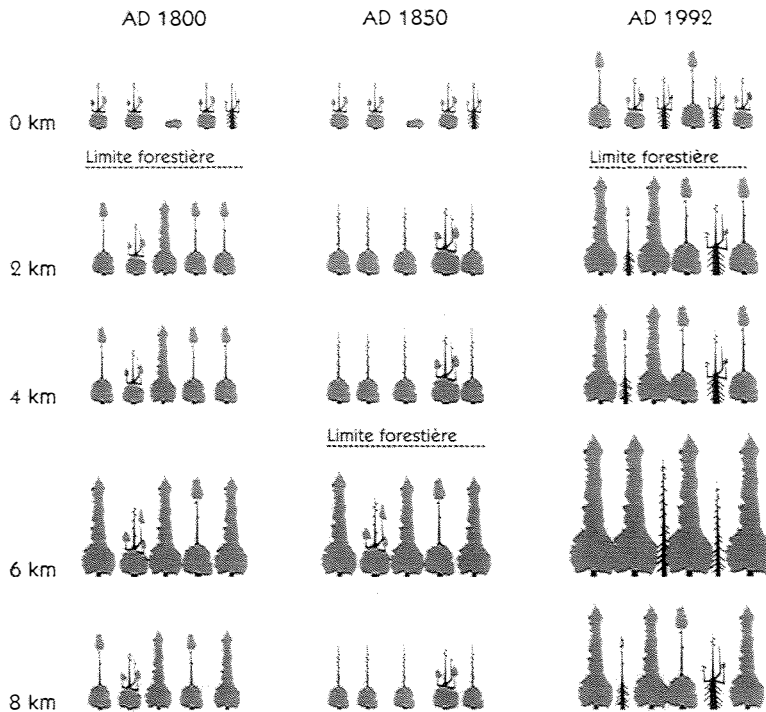 AD 1800 AD 1850 AD 1992
0 km
Limite forestière Limite forestière
2 km
4 km
Limite forestière
6 km
8 km